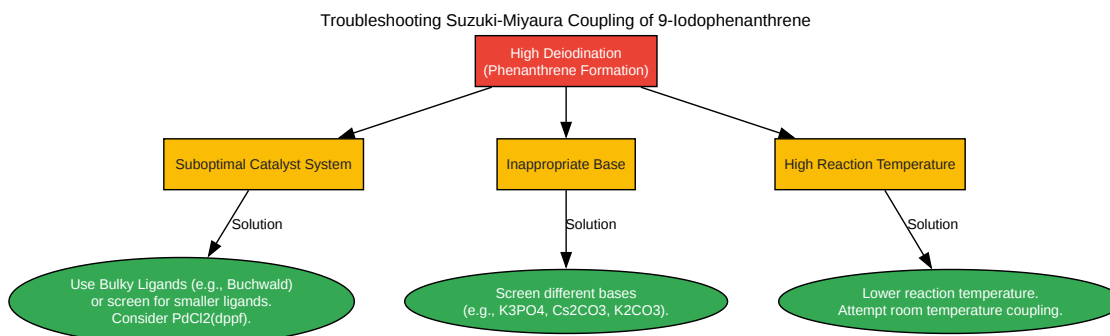 Troubleshooting Suzuki-Miyaura Coupling of 9-Iodophenanthrene
High Deiodination
(Phenanthrene Formation)
Suboptimal Catalyst System
Inappropriate Base
High Reaction Temperature
Solution
Solution
Solution
Use Bulky Ligands (e.g., Buchwald)
or screen for smaller ligands.
Consider PdCl2(dppf).
Screen different bases
(e.g., K3PO4, Cs2CO3, K2CO3).
Lower reaction temperature.
Attempt room temperature coupling.